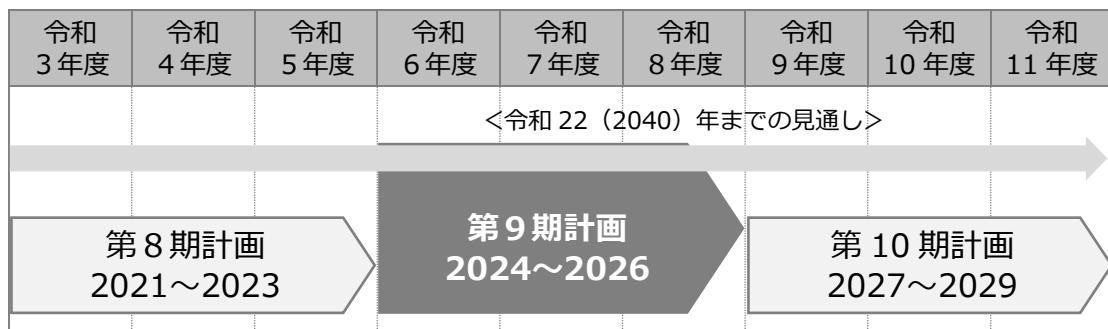 令和
3年度
令和
4年度
令和
5年度
令和
6年度
令和
7年度
令和
8年度
令和
9年度
令和
10年度
令和
11年度
＜令和22（2040）年までの見通し＞
第8期計画
2021～2023
第9期計画
2024～2026
第10期計画
2027～2029